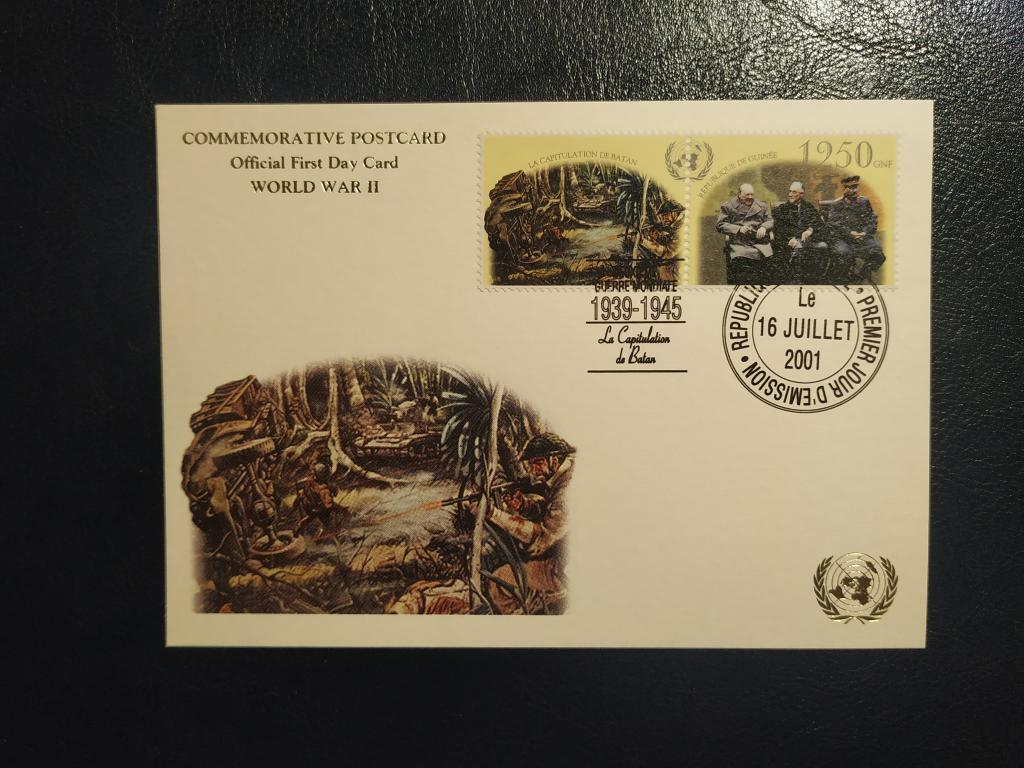 COMMEMORATIVE POSTCARD
Official First Day Card
WORLD WAR II
LA CAPITULATION DE BATAN
REPUBLIQUE DE GUINÉE
1250 GNF
GUERRE MONDIALE
1939-1945
La Capitulation
de Batan
Le
16 JUILLET
2001
• PREMIER JOUR D'EMISSION •